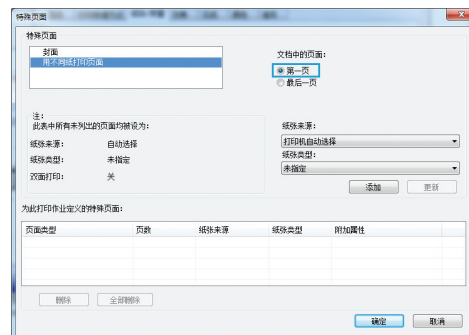 特殊页面
特殊页面
封面
用不同纸打印页面
文档中的页面：
第一页
最后一页
注：
此表中所有未列出的页面均被设为：
纸张来源： 自动选择
纸张类型： 未指定
双面打印： 关
纸张来源：
打印机自动选择
纸张类型：
未指定
添加 更新
为此打印作业定义的特殊页面：
页面类型 页数 纸张来源 纸张类型 附加属性
删除 全部删除
确定 取消